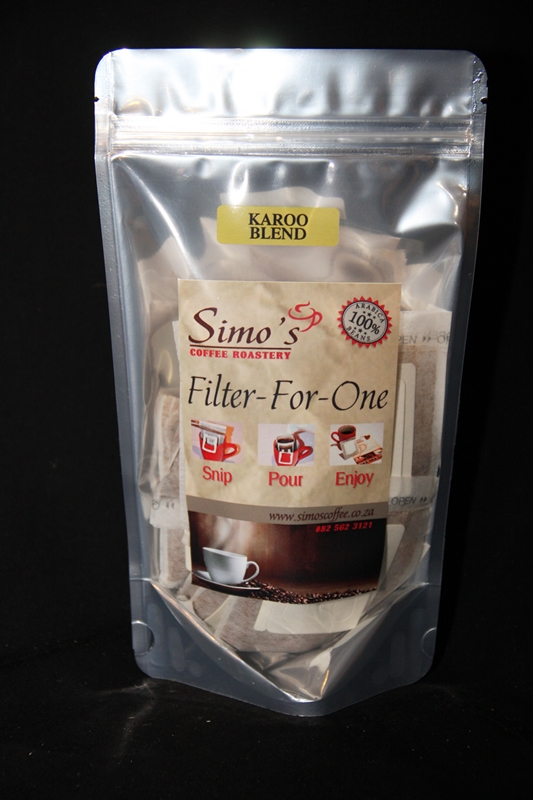 KAROO
BLEND
Simo's
COFFEE ROASTERY
ARABICA
100%
BEANS
Filter-For-One
Snip Pour Enjoy
www.simoscoffee.co.za
082 562 3121
OPEN